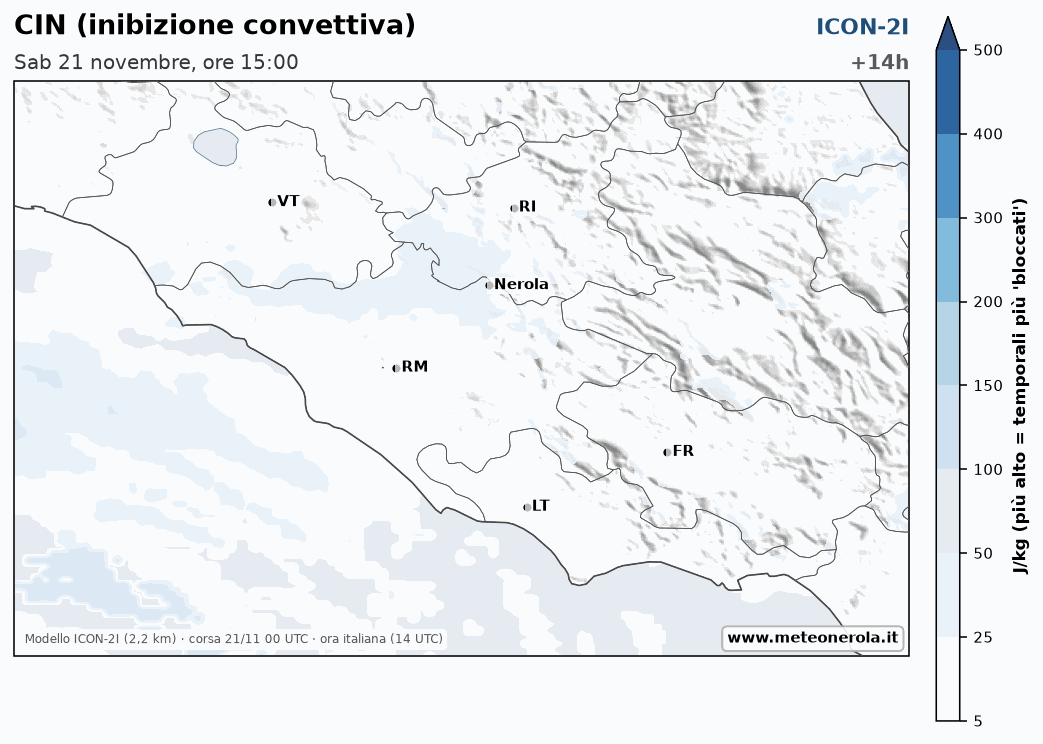 CIN (inibizione convettiva)
ICON-2I
Sab 21 novembre, ore 15:00
+14h
VT
RI
Nerola
RM
FR
LT
Modello ICON-2I (2,2 km) · corsa 21/11 00 UTC · ora italiana (14 UTC)
www.meteonerola.it
500
400
300
200
150
100
50
25
5
J/kg (più alto = temporali più 'bloccati')